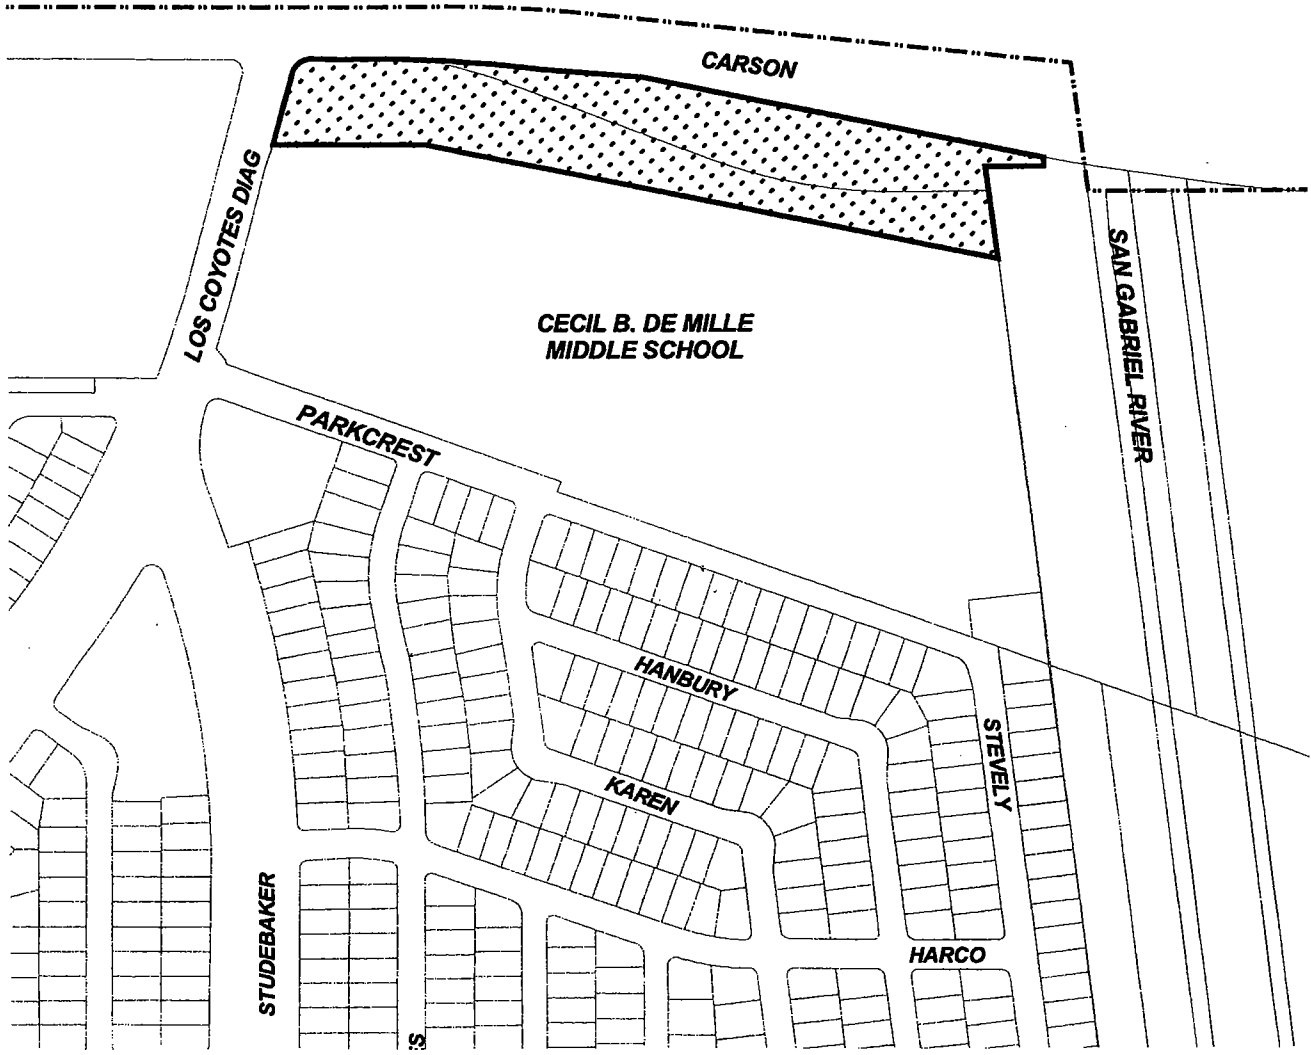 CARSON
LOS COYOTES DIAG
SAN GABRIEL RIVER
CECIL B. DE MILLE
MIDDLE SCHOOL
PARKCREST
HANBURY
STEVELY
KAREN
STUDEBAKER
HARCO